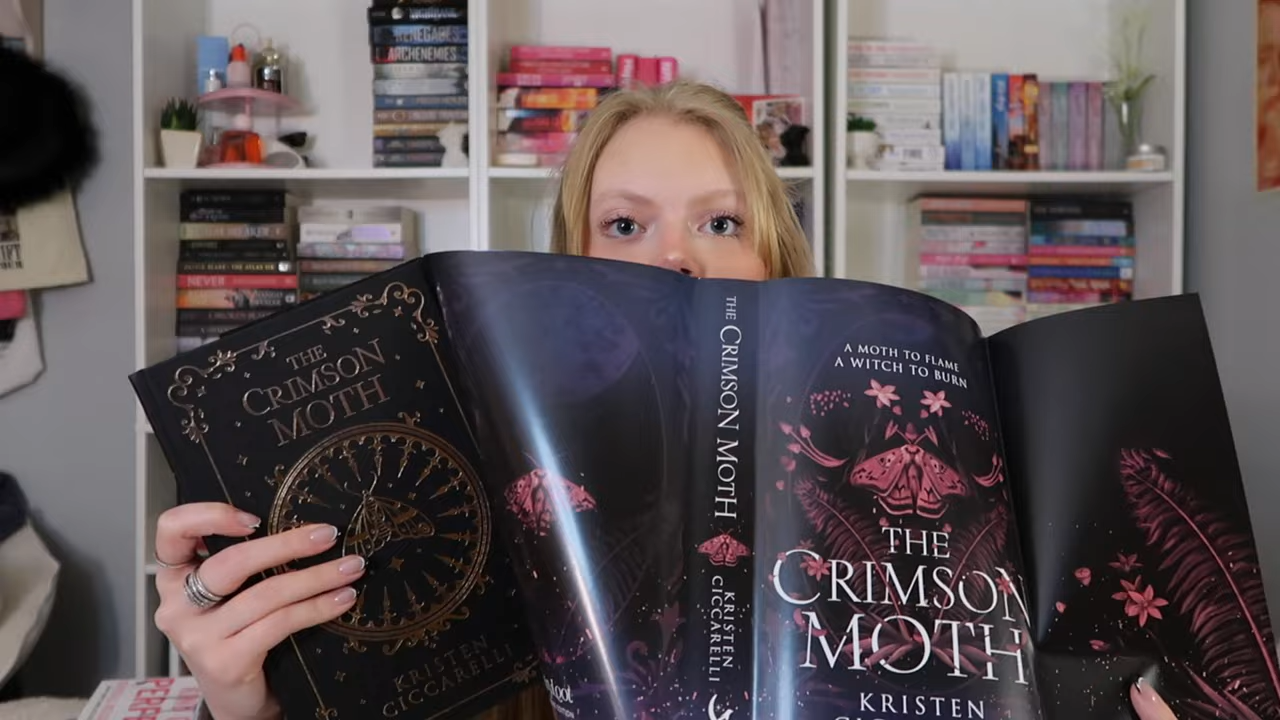 RENEGADES
ARCHENEMIES
NEVER
THE
CRIMSON
MOTH
KRISTEN
CICCARELLI
THE CRIMSON MOTH
KRISTEN
CICCARELLI
A MOTH TO FLAME
A WITCH TO BURN
THE
CRIMSON
MOTH
KRISTEN